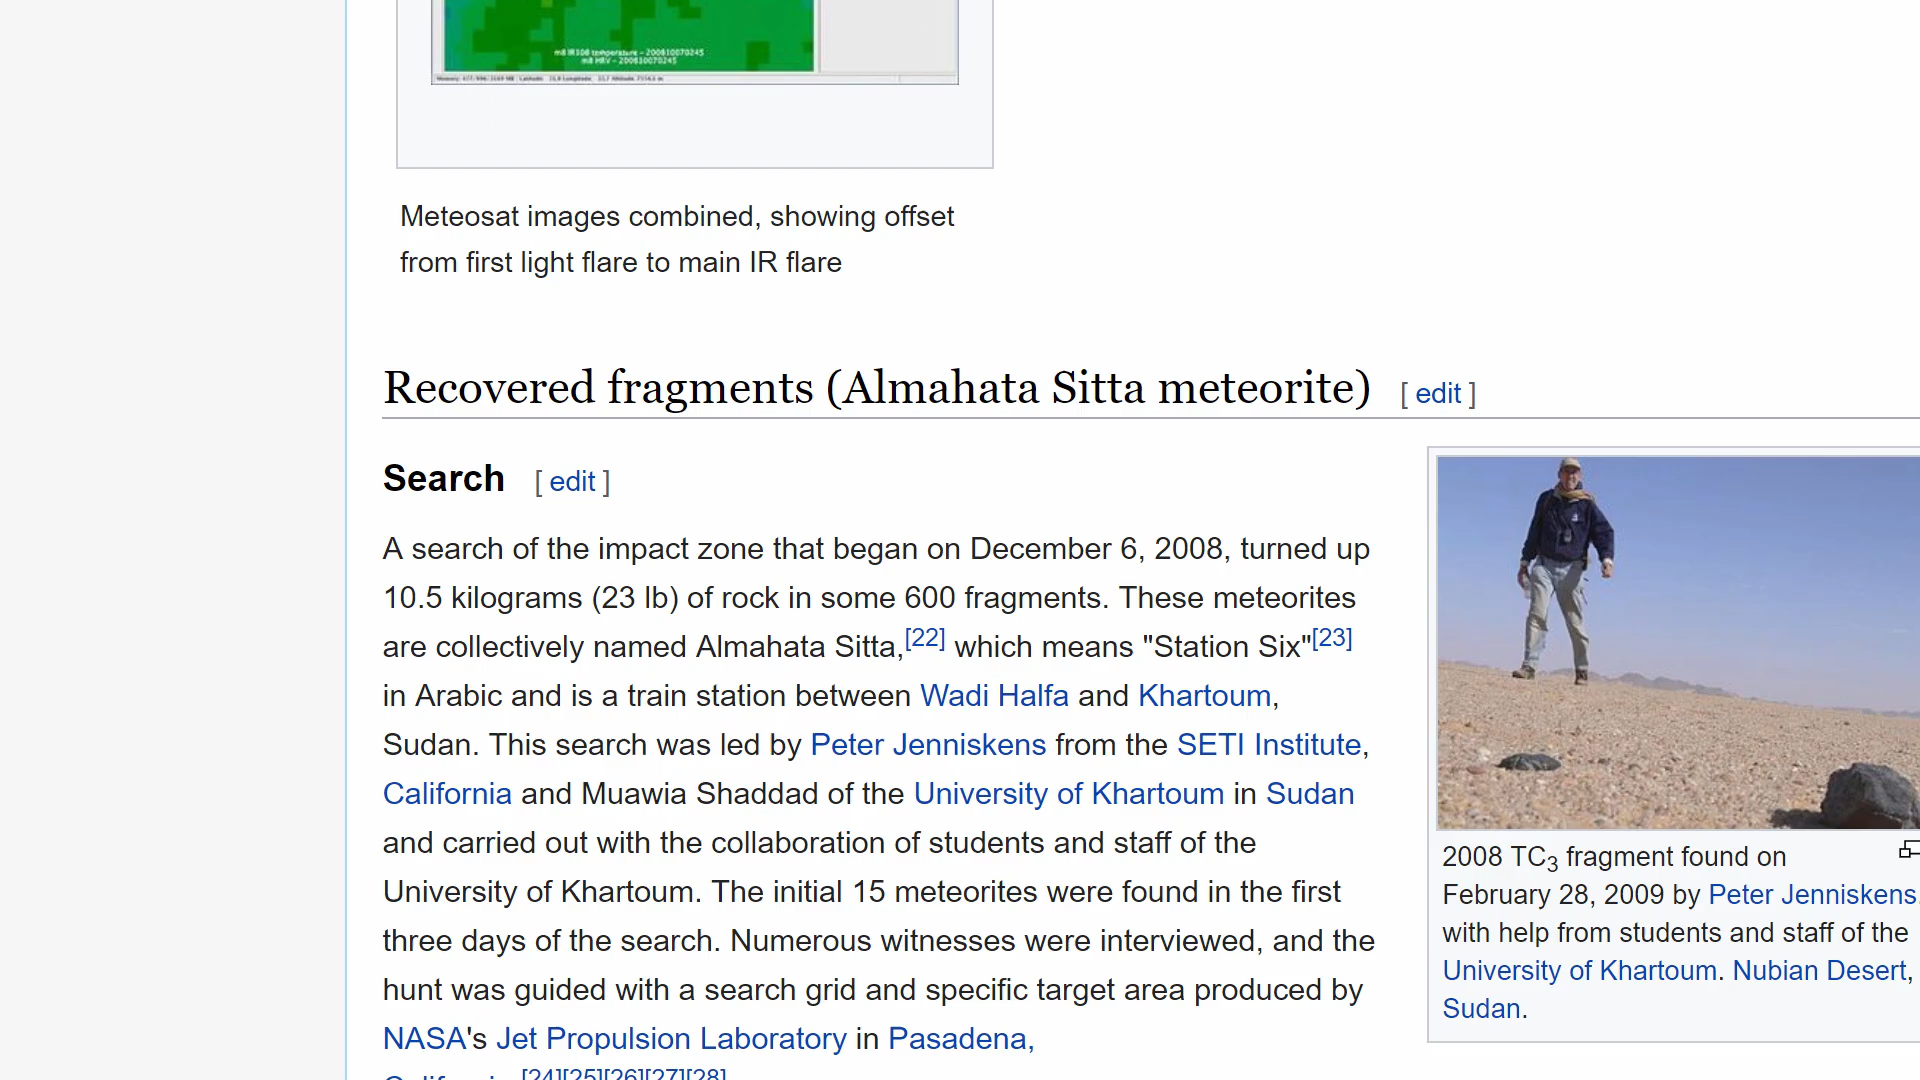 m8 IR108 temperature - 200810070245
m8 HRV - 200810070245
Meteosat images combined, showing offset
from first light flare to main IR flare
Recovered fragments (Almahata Sitta meteorite) [ edit ]
Search [ edit ]
A search of the impact zone that began on December 6, 2008, turned up
10.5 kilograms (23 lb) of rock in some 600 fragments. These meteorites
are collectively named Almahata Sitta,[22] which means "Station Six"[23]
in Arabic and is a train station between Wadi Halfa and Khartoum,
Sudan. This search was led by Peter Jenniskens from the SETI Institute,
California and Muawia Shaddad of the University of Khartoum in Sudan
and carried out with the collaboration of students and staff of the
University of Khartoum. The initial 15 meteorites were found in the first
three days of the search. Numerous witnesses were interviewed, and the
hunt was guided with a search grid and specific target area produced by
NASA's Jet Propulsion Laboratory in Pasadena,
[24][25][26][27][28]
2008 TC3 fragment found on
February 28, 2009 by Peter Jenniskens,
with help from students and staff of the
University of Khartoum. Nubian Desert,
Sudan.